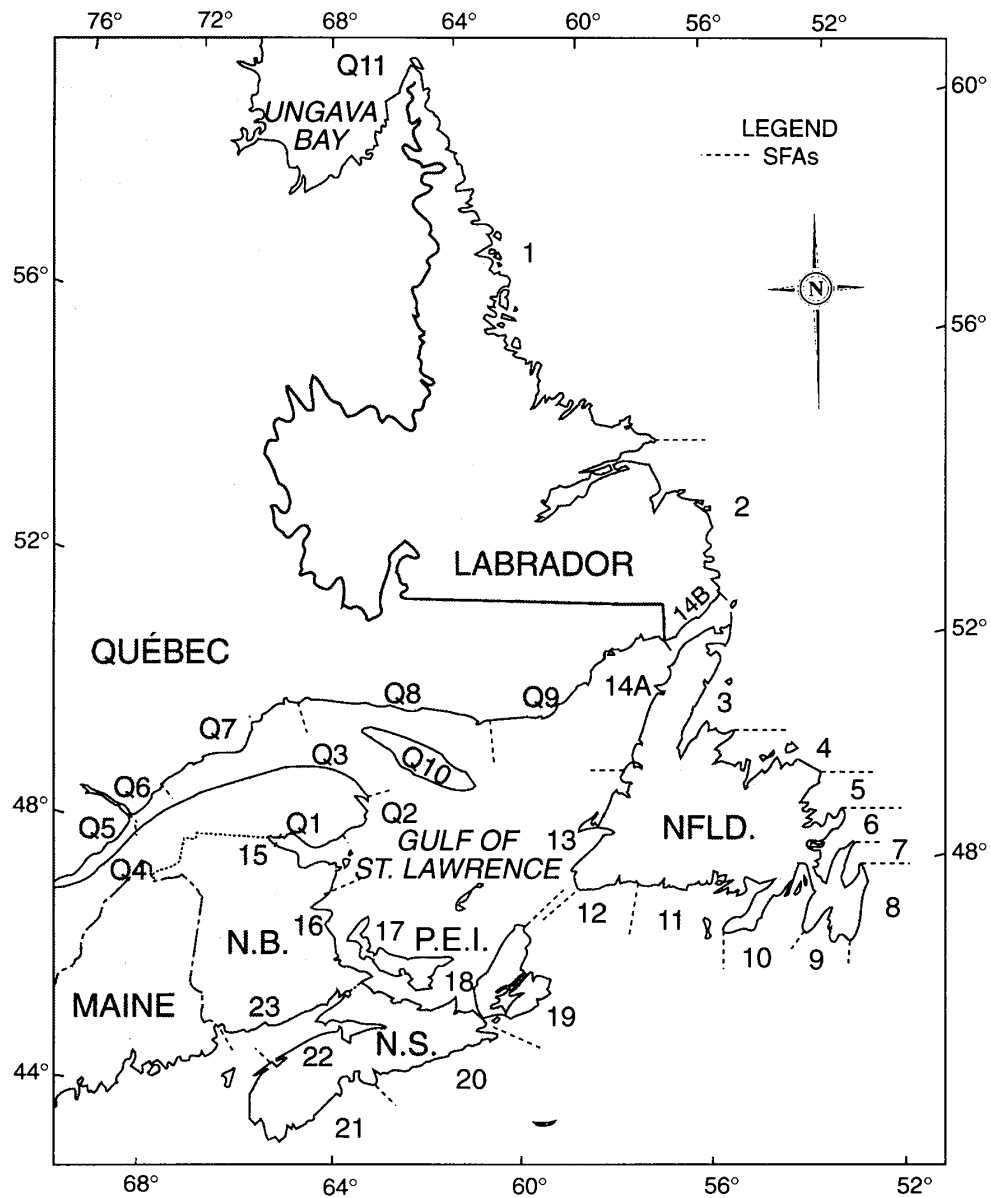 76° 72° 68° 64° 60° 56° 52°
Q11
60°
UNGAVA
BAY
LEGEND
SFAs
1
56°
N
56°
2
52°
LABRADOR
14B
52°
QUÉBEC
14A
Q8
Q9
3
Q7
Q3
Q10
4
Q6
5
48°
Q5
Q1
Q2
GULF OF
ST. LAWRENCE
13
NFLD.
6
7
48°
15
Q4
12
11
8
16
17
P.E.I.
N.B.
10
9
18
MAINE
23
19
N.S.
22
44°
20
21
68° 64° 60° 56° 52°